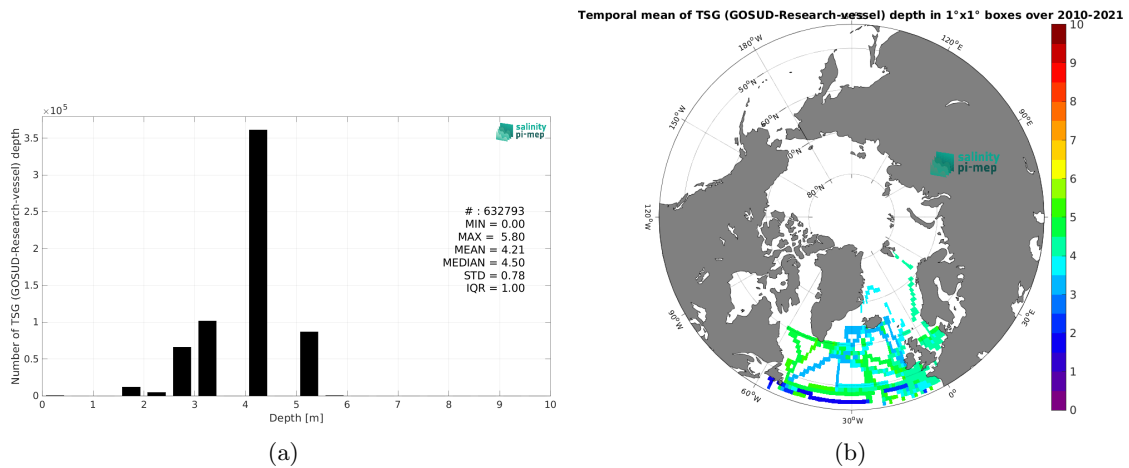 Temporal mean of TSG (GOSUD-Research-vessel) depth in 1°x1° boxes over 2010-2021
×10^5
Number of TSG (GOSUD-Research-vessel) depth
3.5
3
2.5
2
1.5
1
0.5
0
salinity
pi-mep
# : 632793
MIN = 0.00
MAX = 5.80
MEAN = 4.21
MEDIAN = 4.50
STD = 0.78
IQR = 1.00
0 1 2 3 4 5 6 7 8 9 10
Depth [m]
(a)
180°W
150°W
120°W
90°W
60°W
30°W
0°
30°E
90°E
120°E
50°N
60°N
80°N
salinity
pi-mep
10
9
8
7
6
5
4
3
2
1
0
(b)